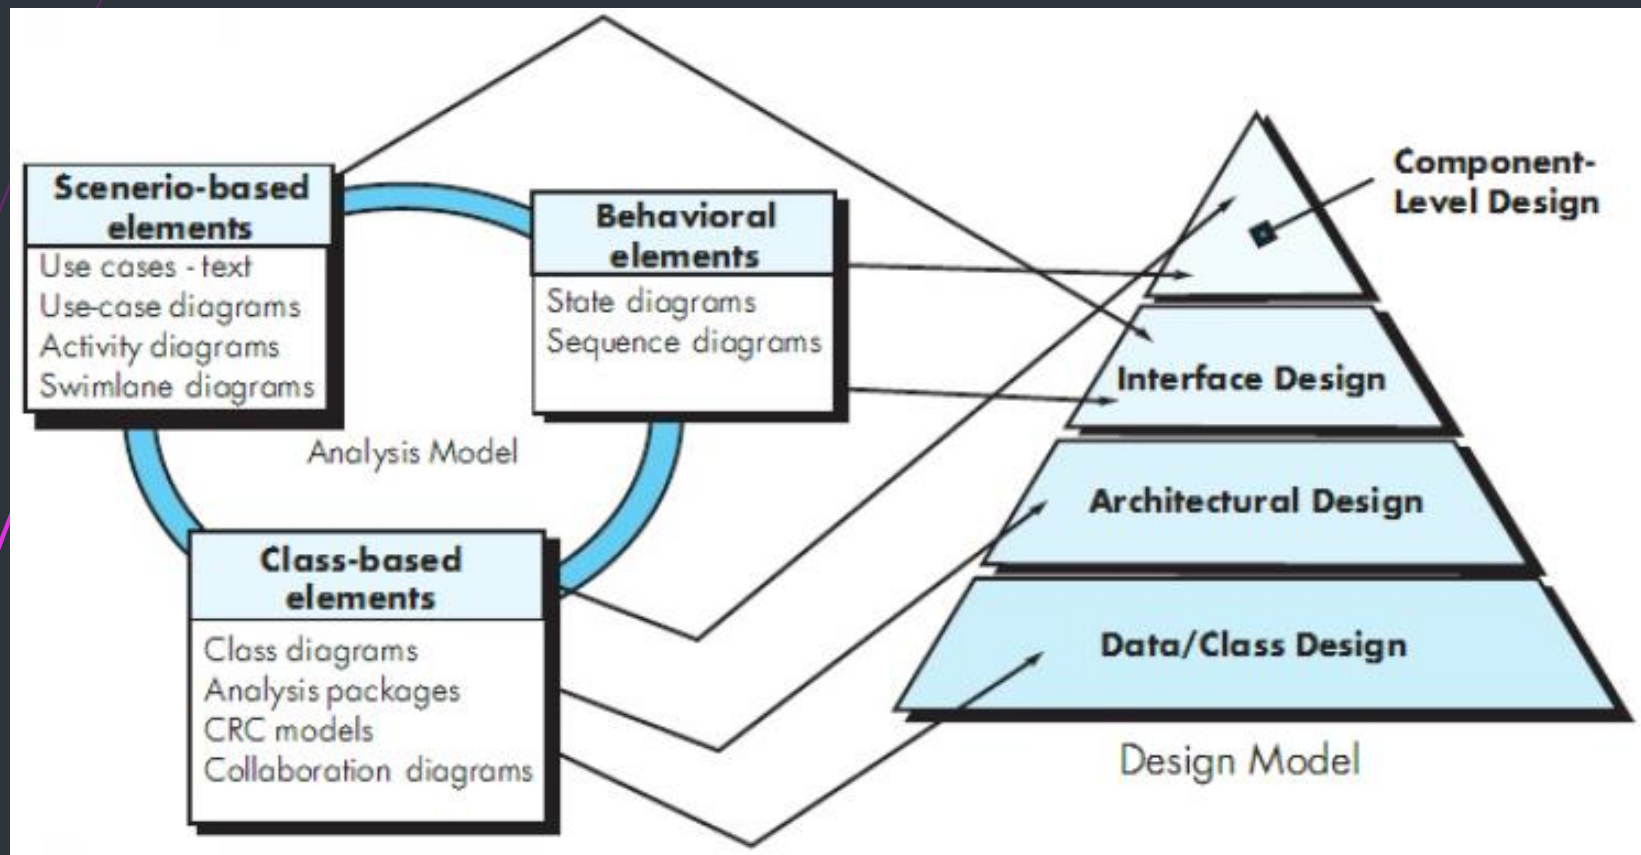 Scenerio-based
elements
Use cases - text
Use-case diagrams
Activity diagrams
Swimlane diagrams
Behavioral
elements
State diagrams
Sequence diagrams
Analysis Model
Class-based
elements
Class diagrams
Analysis packages
CRC models
Collaboration diagrams
Component-
Level Design
Interface Design
Architectural Design
Data/Class Design
Design Model